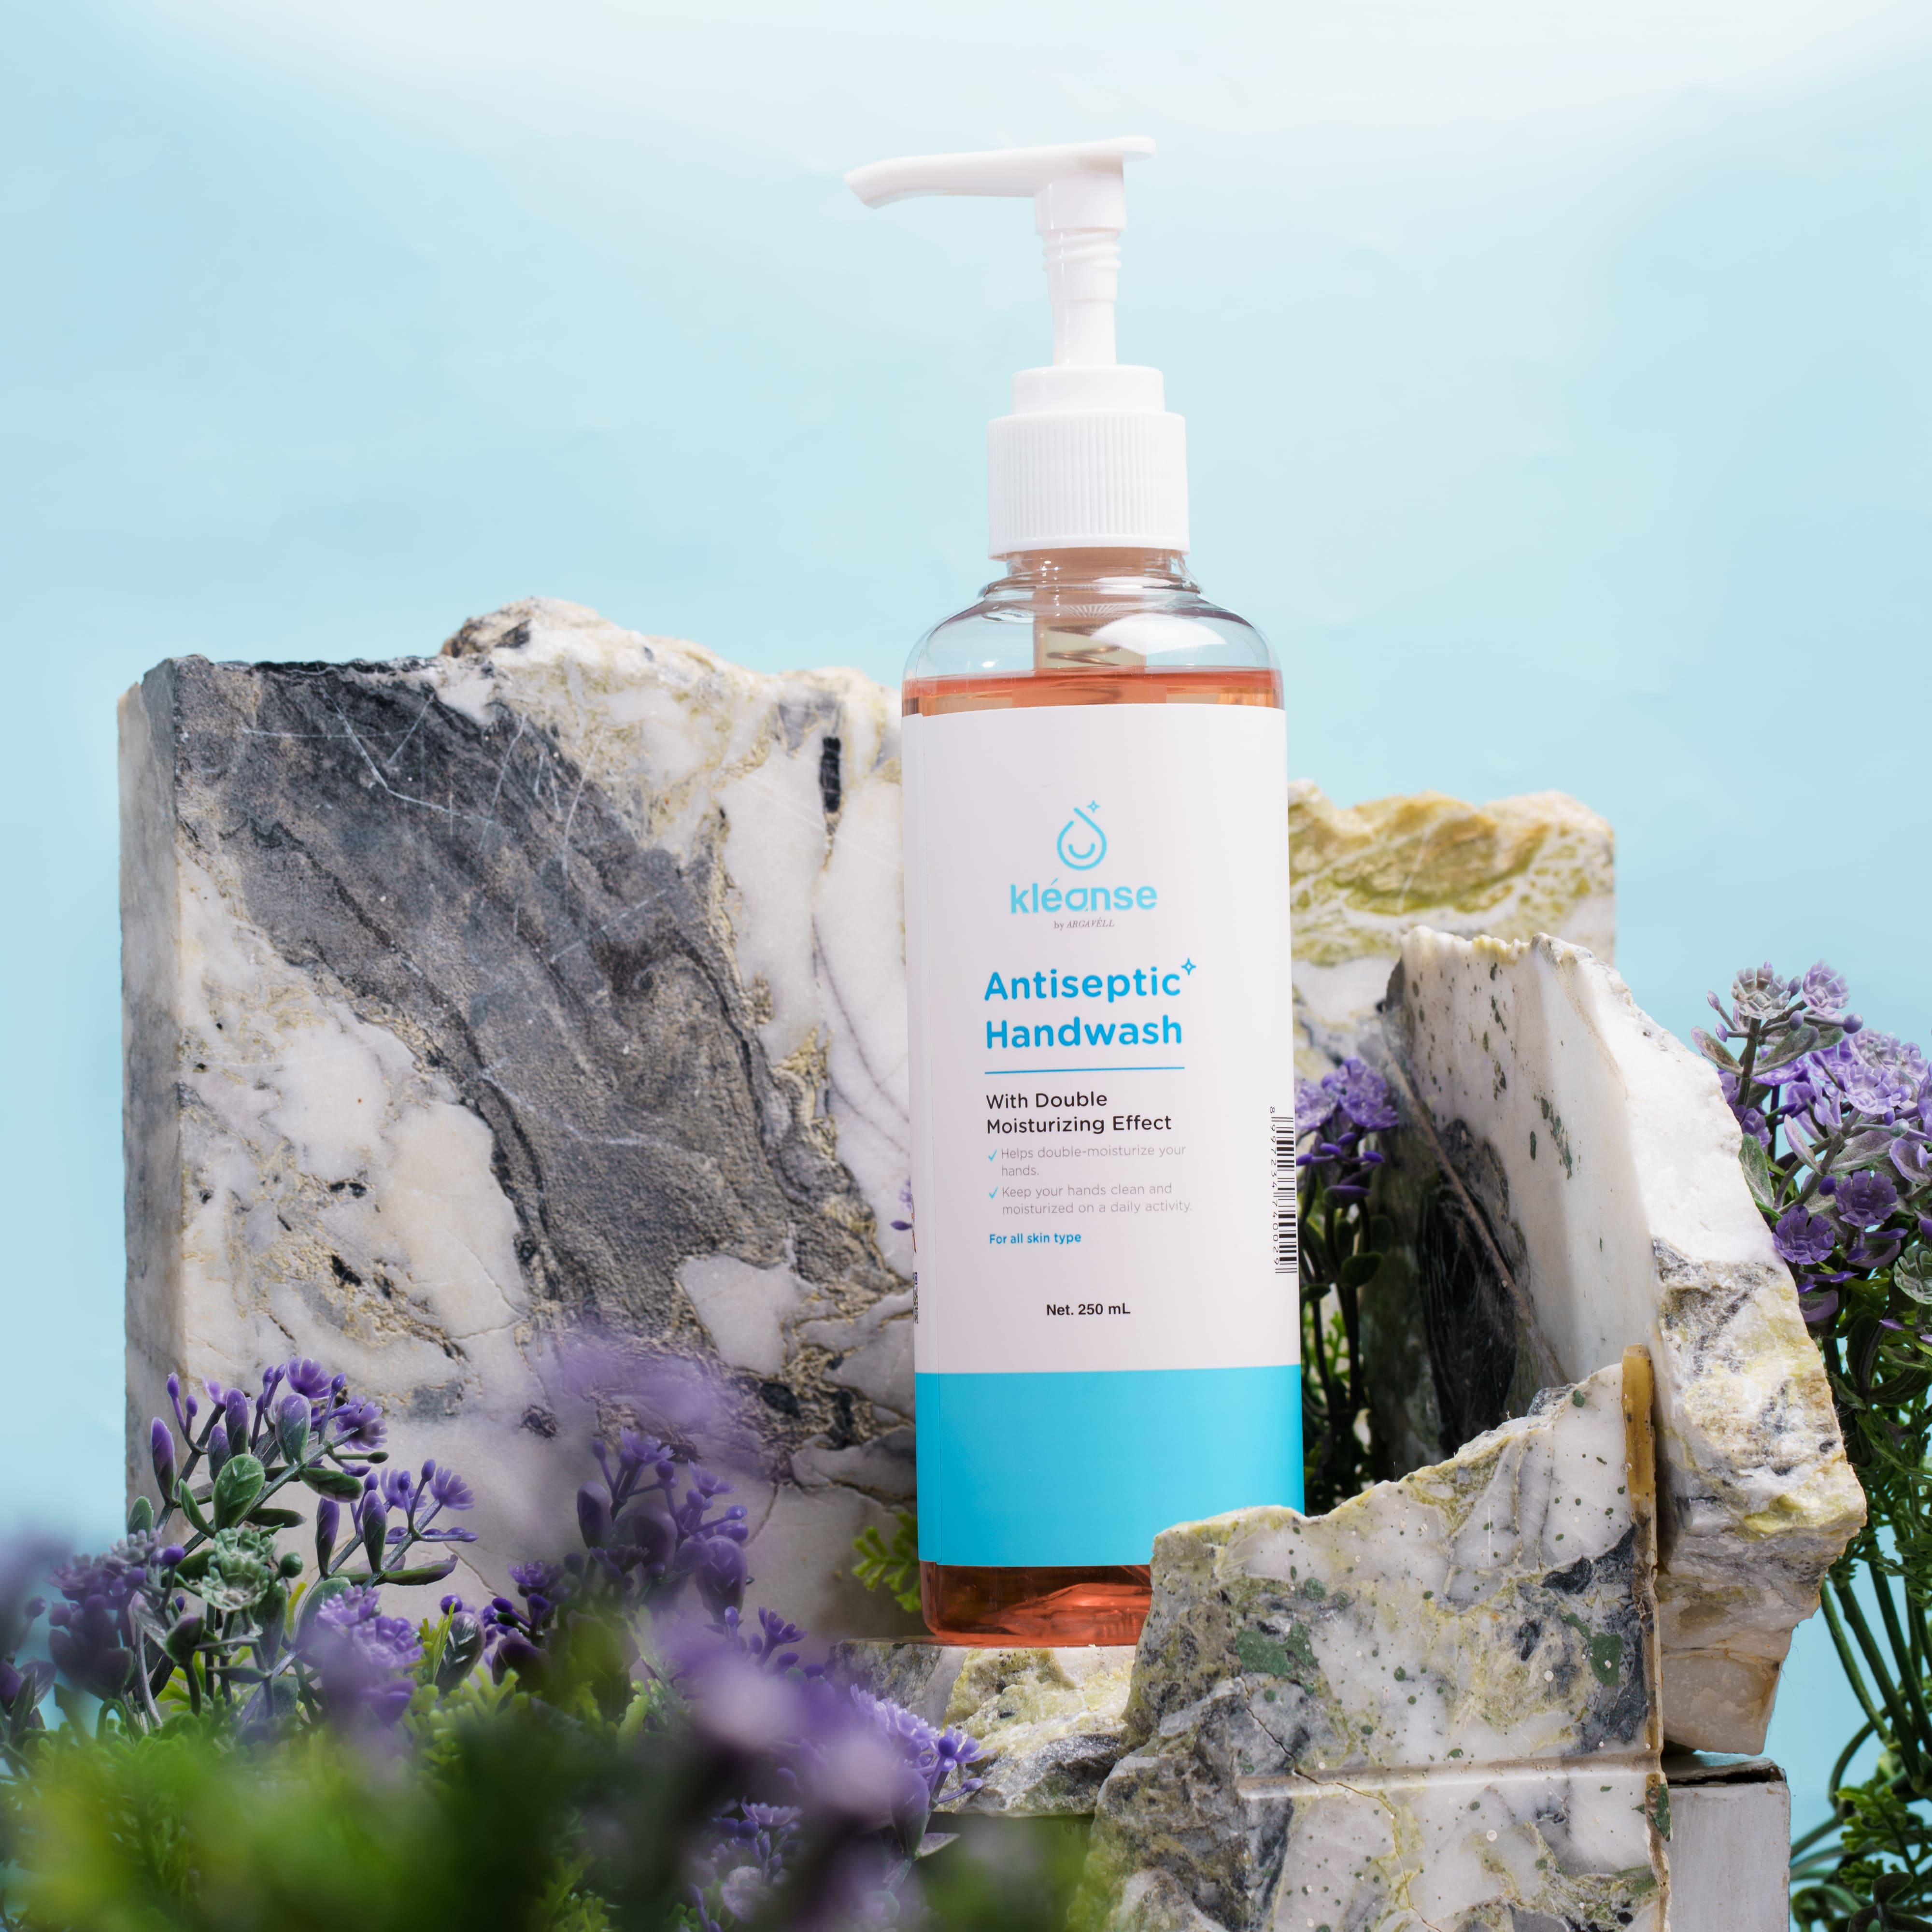 kléanse
by ARGAVÉLL
Antiseptic
Handwash
With Double
Moisturizing Effect
✓ Helps double-moisturize your
hands.
✓ Keep your hands clean and
moisturized on a daily activity.
For all skin type
Net. 250 mL